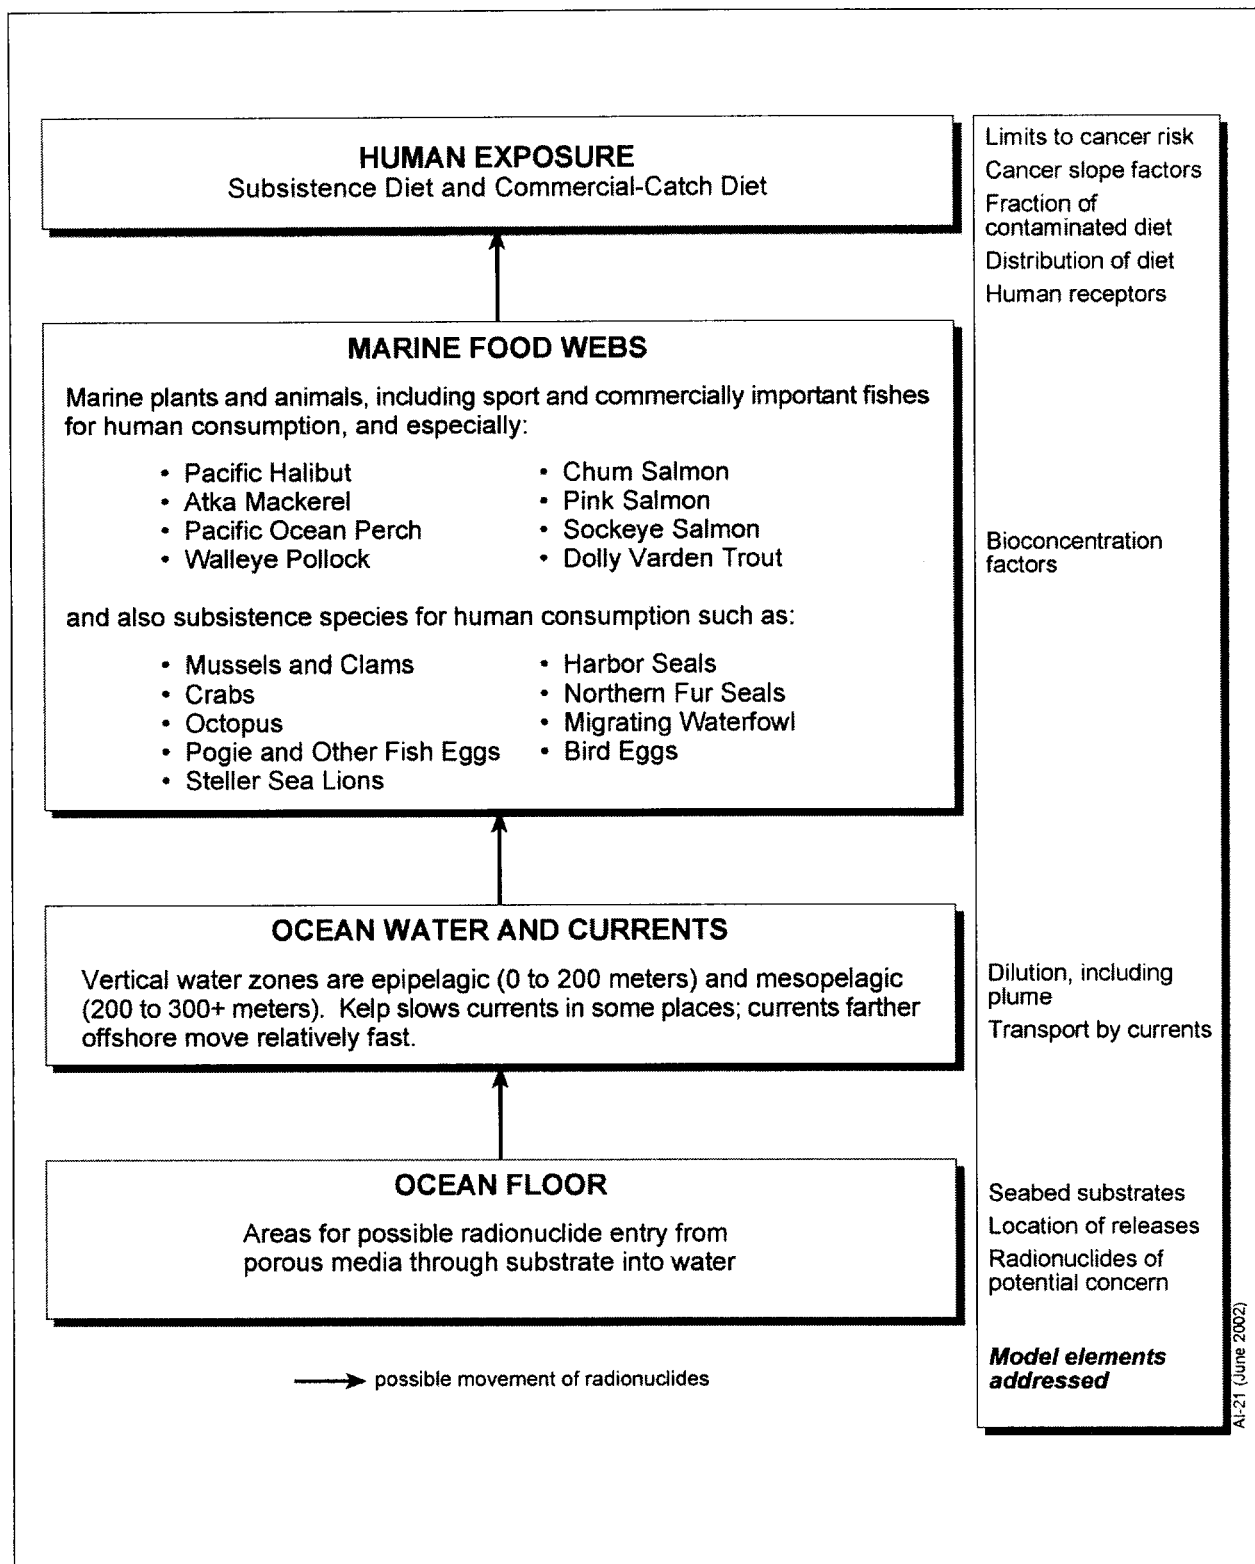 HUMAN EXPOSURE
Subsistence Diet and Commercial-Catch Diet
Limits to cancer risk
Cancer slope factors
Fraction of
contaminated diet
Distribution of diet
Human receptors
MARINE FOOD WEBS
Marine plants and animals, including sport and commercially important fishes
for human consumption, and especially:
• Pacific Halibut
• Atka Mackerel
• Pacific Ocean Perch
• Walleye Pollock
• Chum Salmon
• Pink Salmon
• Sockeye Salmon
• Dolly Varden Trout
and also subsistence species for human consumption such as:
• Mussels and Clams
• Crabs
• Octopus
• Pogie and Other Fish Eggs
• Steller Sea Lions
• Harbor Seals
• Northern Fur Seals
• Migrating Waterfowl
• Bird Eggs
Bioconcentration
factors
OCEAN WATER AND CURRENTS
Vertical water zones are epipelagic (0 to 200 meters) and mesopelagic
(200 to 300+ meters). Kelp slows currents in some places; currents farther
offshore move relatively fast.
Dilution, including
plume
Transport by currents
OCEAN FLOOR
Areas for possible radionuclide entry from
porous media through substrate into water
Seabed substrates
Location of releases
Radionuclides of
potential concern
Model elements
addressed
possible movement of radionuclides
AI-21 (June 2002)